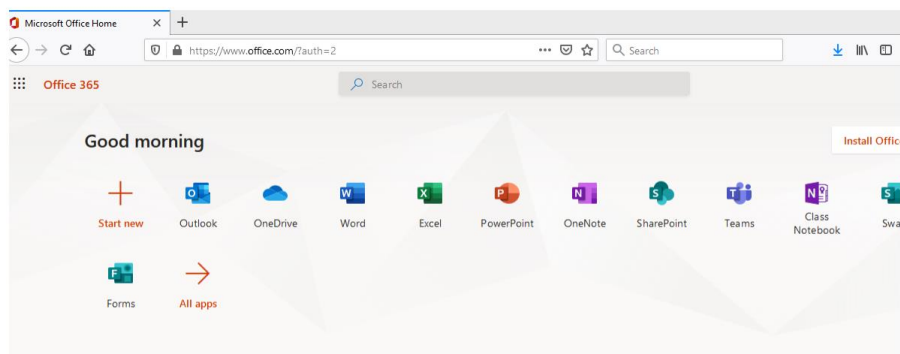 Microsoft Office Home
https://www.office.com/?auth=2
Search
Office 365
Search
Good morning
Install Office
Start new
Outlook
OneDrive
Word
Excel
PowerPoint
OneNote
SharePoint
Teams
Class
Notebook
Swa
Forms
All apps